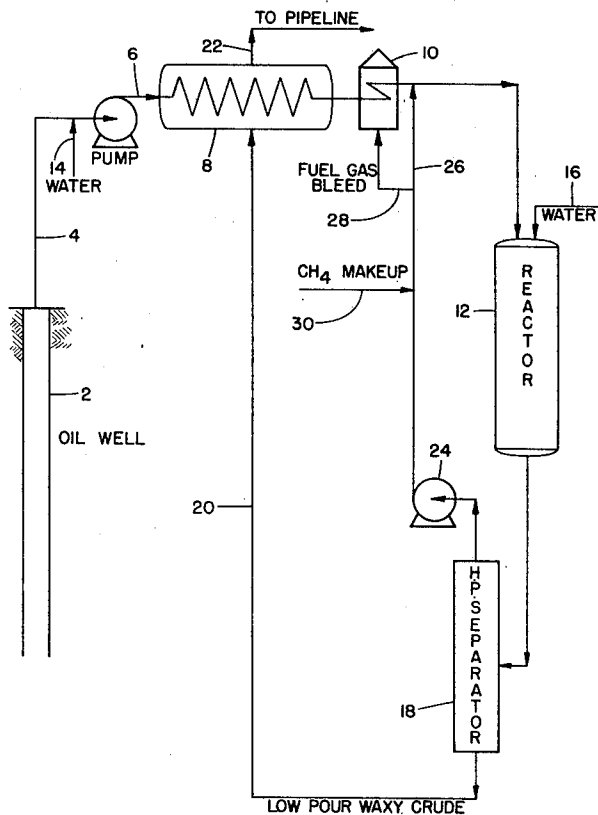 TO PIPELINE
22
10
6
8
PUMP
14
WATER
FUEL GAS
BLEED
28
26
16
WATER
4
CH4 MAKEUP
30
12
REACTOR
2
OIL WELL
24
20
H.P. SEPARATOR
18
LOW POUR WAXY CRUDE